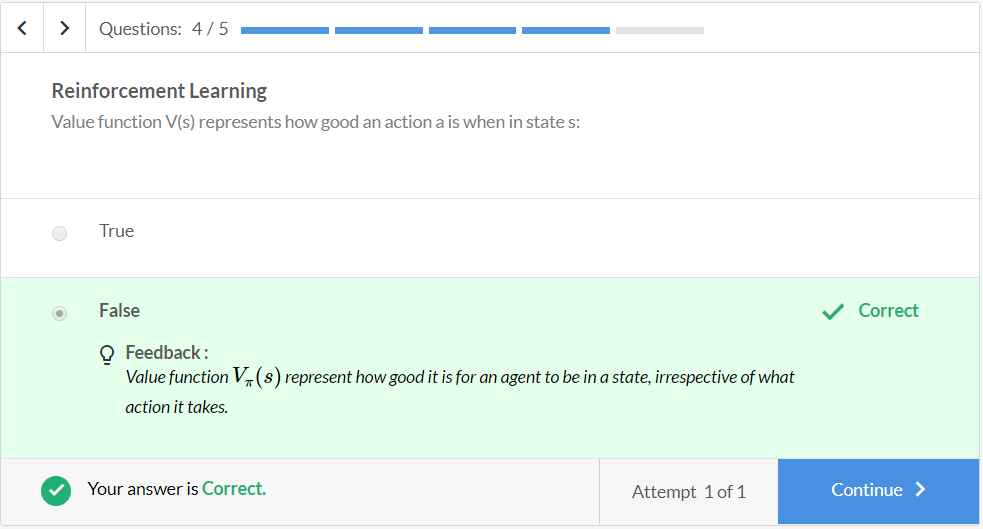 Questions: 4 / 5
Reinforcement Learning
Value function V(s) represents how good an action a is when in state s:
True
False
Correct
Feedback :
Value function Vπ(s) represent how good it is for an agent to be in a state, irrespective of what
action it takes.
Your answer is Correct.
Attempt 1 of 1
Continue